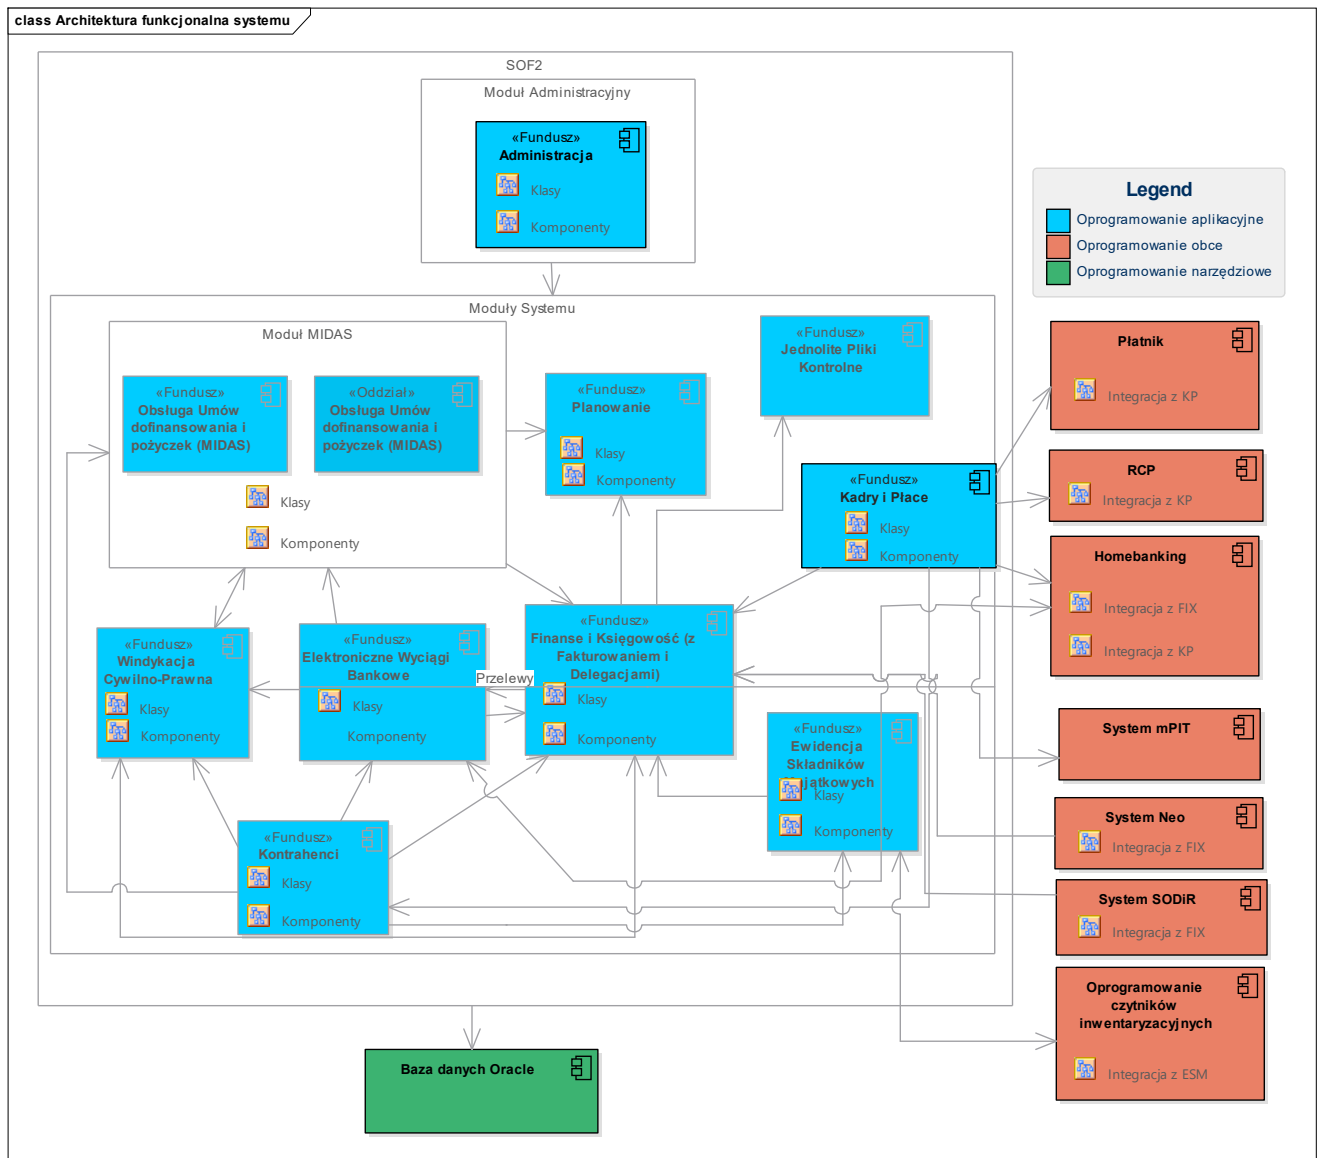 class Architektura funkcjonalna systemu
SOF2
Moduł Administracyjny
«Fundusz»
Administracja
Klasy
Komponenty
Legend
Oprogramowanie aplikacyjne
Oprogramowanie obce
Oprogramowanie narzędziowe
Moduły Systemu
Moduł MIDAS
«Fundusz»
Obsługa Umów
dofinansowania i
pożyczek (MIDAS)
«Oddział»
Obsługa Umów
dofinansowania i
pożyczek (MIDAS)
Klasy
Komponenty
«Fundusz»
Planowanie
Klasy
Komponenty
«Fundusz»
Jednolite Pliki
Kontrolne
«Fundusz»
Kadry i Płace
Klasy
Komponenty
Płatnik
Integracja z KP
RCP
Integracja z KP
Homebanking
Integracja z FIX
Integracja z KP
«Fundusz»
Windykacja
Cywilno-Prawna
Klasy
Komponenty
«Fundusz»
Elektroniczne Wyciągi
Bankowe
Klasy
Komponenty
Przelewy
«Fundusz»
Finanse i Księgowość (z
Fakturowaniem i
Delegacjami)
Klasy
Komponenty
«Fundusz»
Ewidencja
Składników
Majątkowych
Klasy
Komponenty
System mPIT
System Neo
Integracja z FIX
«Fundusz»
Kontrahenci
Klasy
Komponenty
System SODiR
Integracja z FIX
Oprogramowanie
czytników
inwentaryzacyjnych
Integracja z ESM
Baza danych Oracle